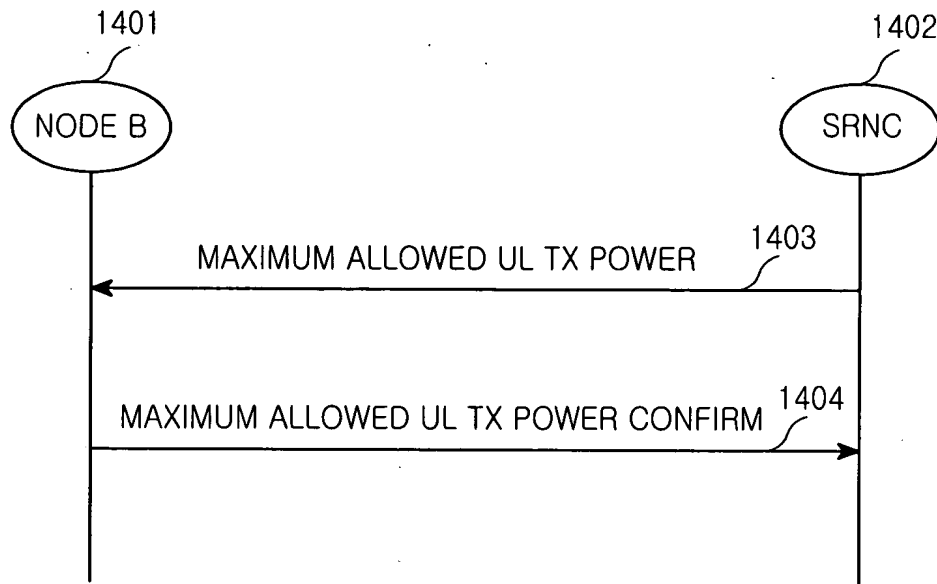 1401
1402
NODE B
SRNC
MAXIMUM ALLOWED UL TX POWER
1403
MAXIMUM ALLOWED UL TX POWER CONFIRM
1404